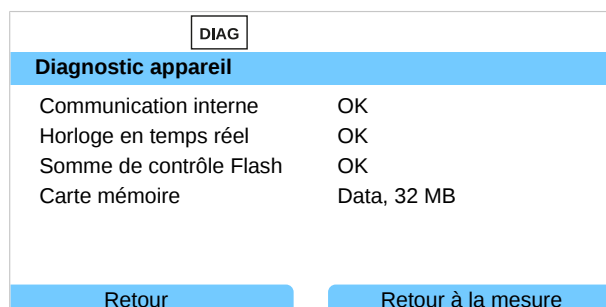 DIAG
Diagnostic appareil
Communication interne OK
Horloge en temps réel OK
Somme de contrôle Flash OK
Carte mémoire Data, 32 MB
Retour Retour à la mesure